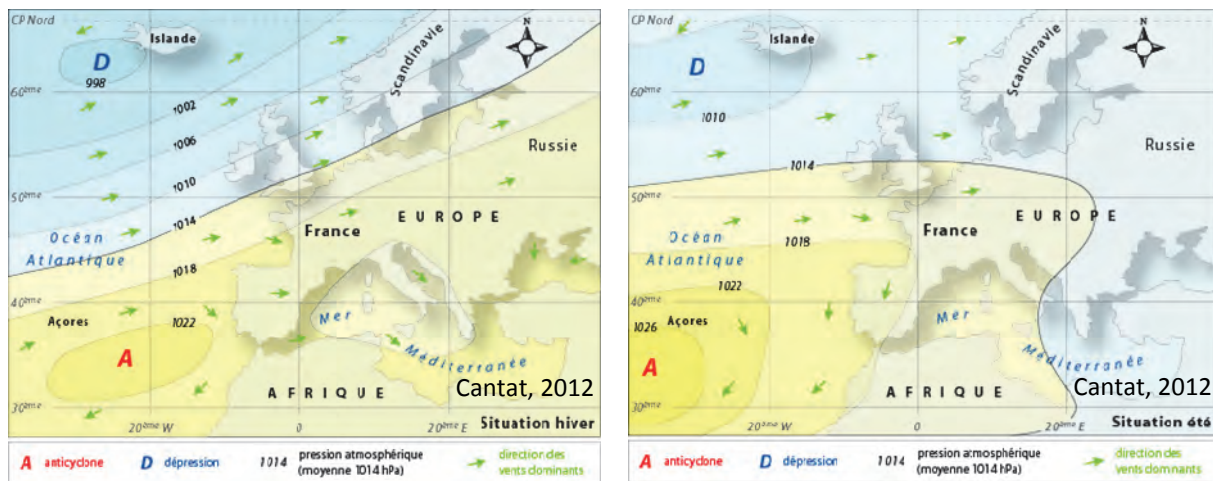 CP Nord
Islande
N
D
998
Scandinavie
60ème
1002
1006
Russie
1010
50ème
1014
EUROPE
Océan
Atlantique
France
1018
40ème
Açores
1022
Mer
A
Méditerranée
AFRIQUE
Cantat, 2012
30ème
20ème W
0
20ème E
Situation hiver
A anticyclone
D dépression
1014 pression atmosphérique
(moyenne 1014 hPa)
direction des
vents dominants
CP Nord
Islande
N
D
Scandinavie
60ème
1010
Russie
1014
50ème
EUROPE
Océan
Atlantique
France
1018
1022
40ème
1026
Açores
Mer
A
Méditerranée
AFRIQUE
Cantat, 2012
30ème
20ème W
0
20ème E
Situation été
A anticyclone
D dépression
1014 pression atmosphérique
(moyenne 1014 hPa)
direction des
vents dominants